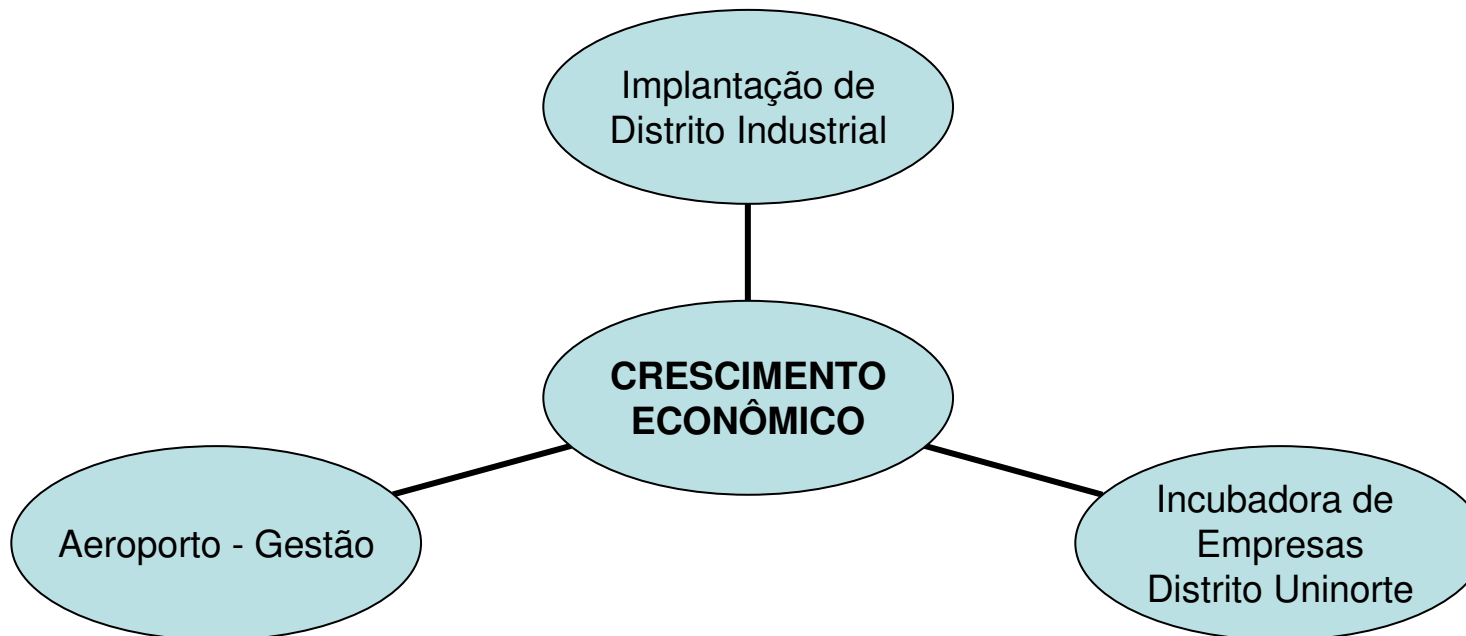 Implantação de
Distrito Industrial
CRESCIMENTO
ECONÔMICO
Aeroporto - Gestão
Incubadora de
Empresas
Distrito Uninorte